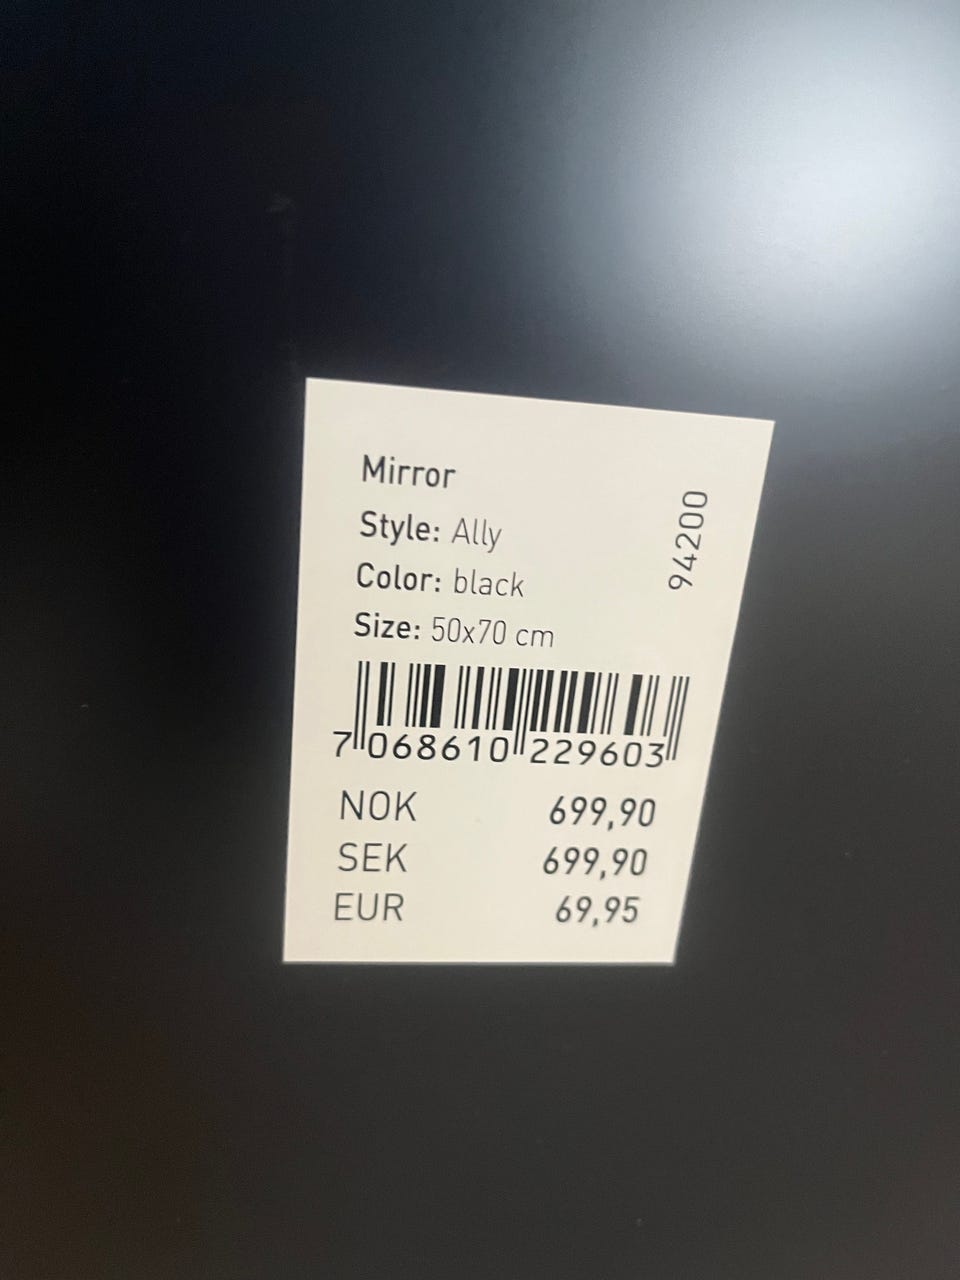 Mirror
Style: Ally
Color: black
Size: 50x70 cm
94200
7 068610 229603
NOK 699,90
SEK 699,90
EUR 69,95